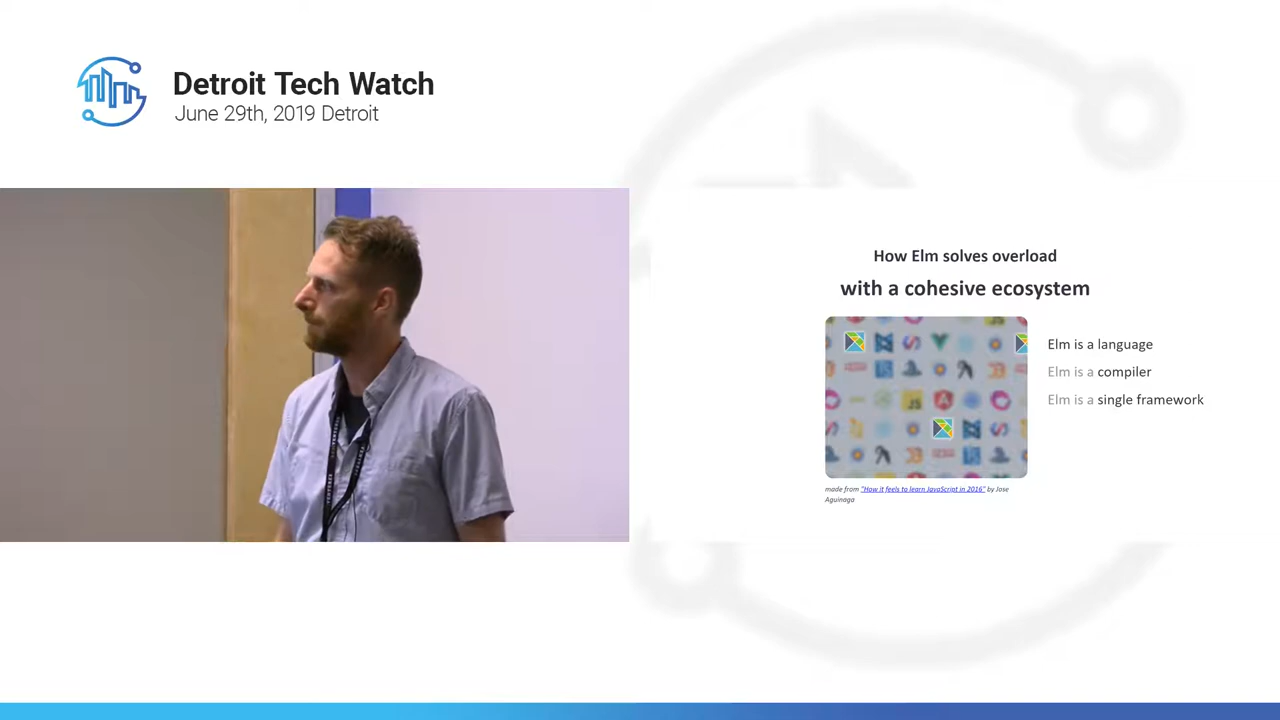 Detroit Tech Watch
June 29th, 2019 Detroit
How Elm solves overload
with a cohesive ecosystem
Elm is a language
Elm is a compiler
Elm is a single framework
JS
made from "How it feels to learn JavaScript in 2016" by Jose
Aguinaga